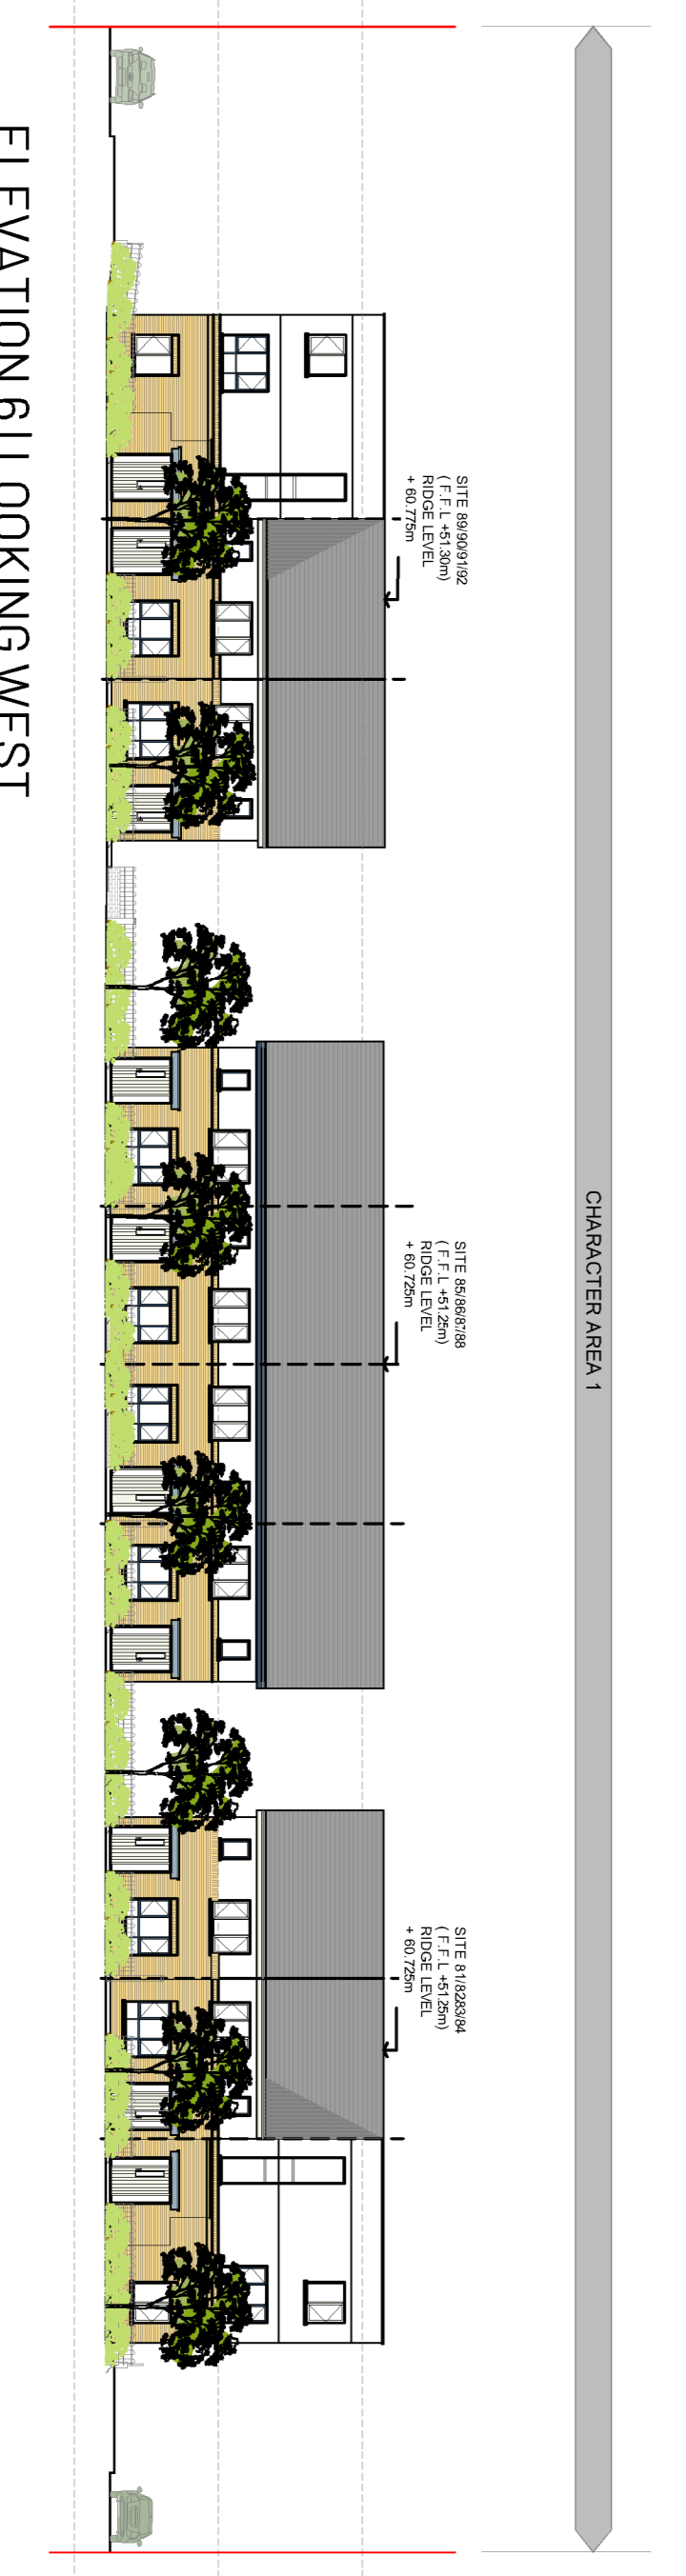 CHARACTER AREA 1
SITE 89/90/91/92
( F.F.L +51.30m)
RIDGE LEVEL
+ 60.775m
SITE 85/86/87/88
( F.F.L +51.25m)
RIDGE LEVEL
+ 60.725m
SITE 81/8283/84
( F.F.L +51.25m)
RIDGE LEVEL
+ 60.725m
ELEVATION 6 LOOKING WEST